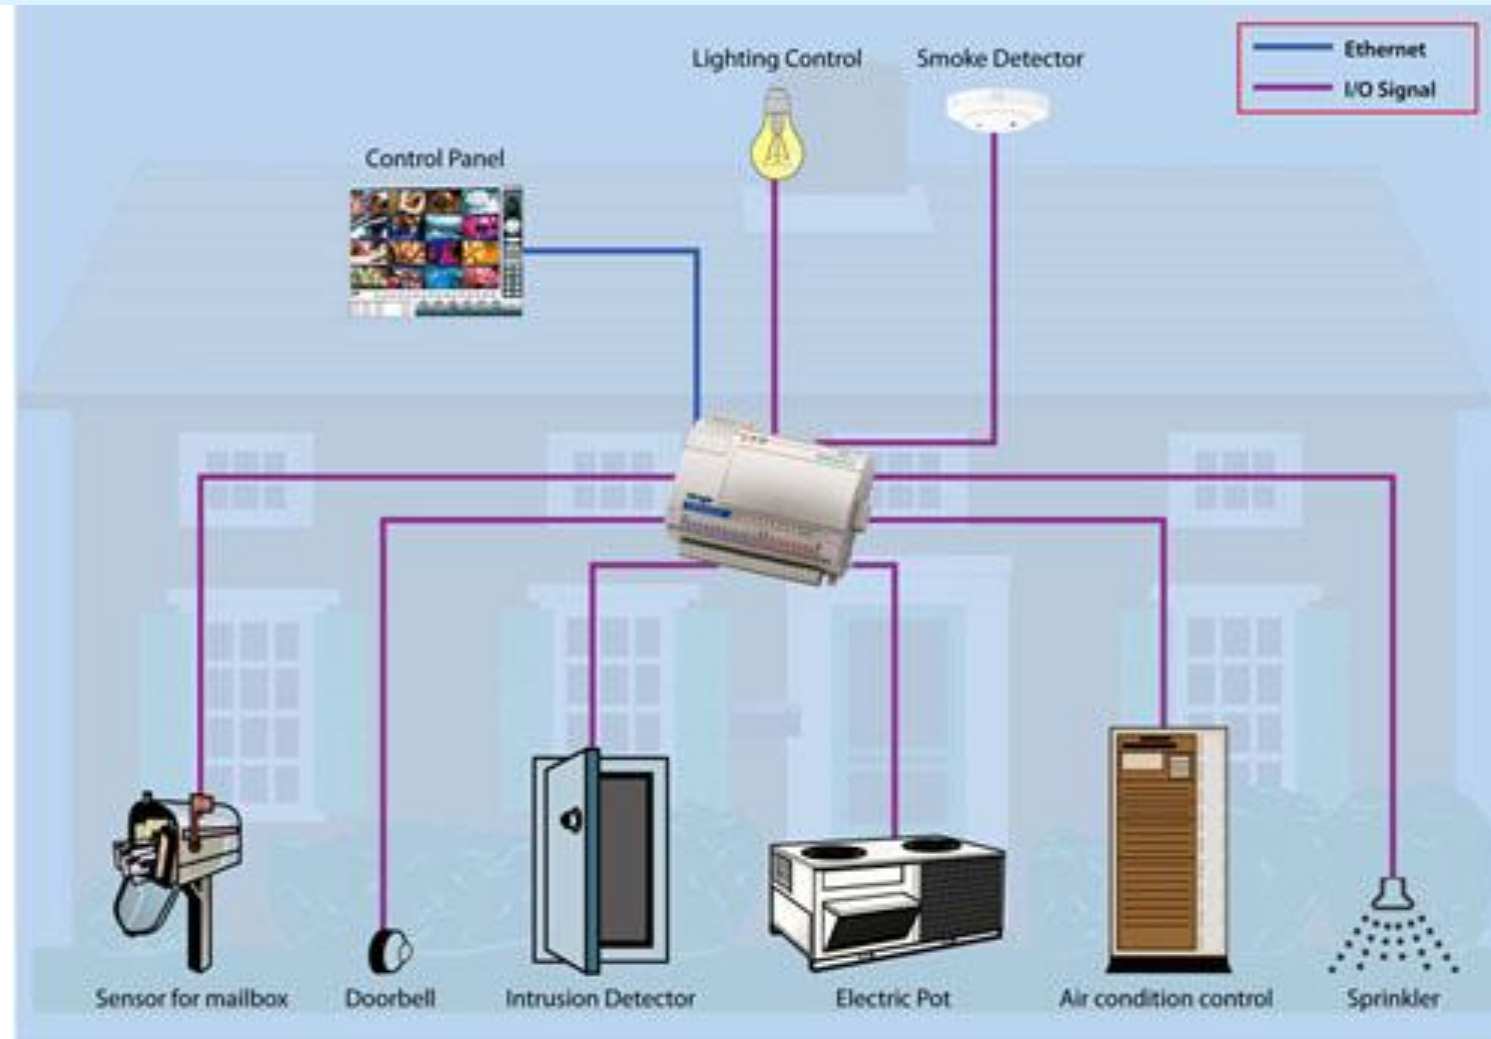 Lighting Control
Smoke Detector
Ethernet
I/O Signal
Control Panel
Sensor for mailbox
Doorbell
Intrusion Detector
Electric Pot
Air condition control
Sprinkler